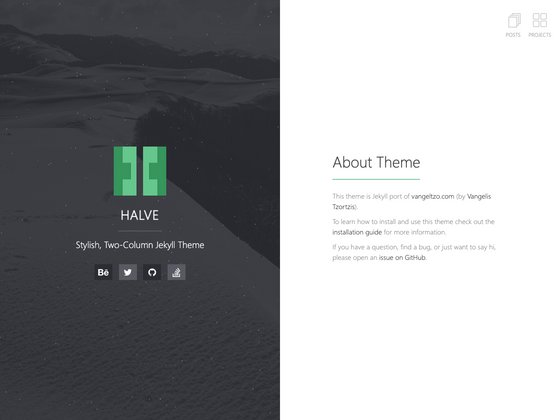 POSTS
PROJECTS
HALVE
Stylish, Two-Column Jekyll Theme
Bē
About Theme
This theme is Jekyll port of vangeltzo.com (by Vangelis
Tzortzis).
To learn how to install and use this theme check out the
installation guide for more information.
If you have a question, find a bug, or just want to say hi,
please open an issue on GitHub.